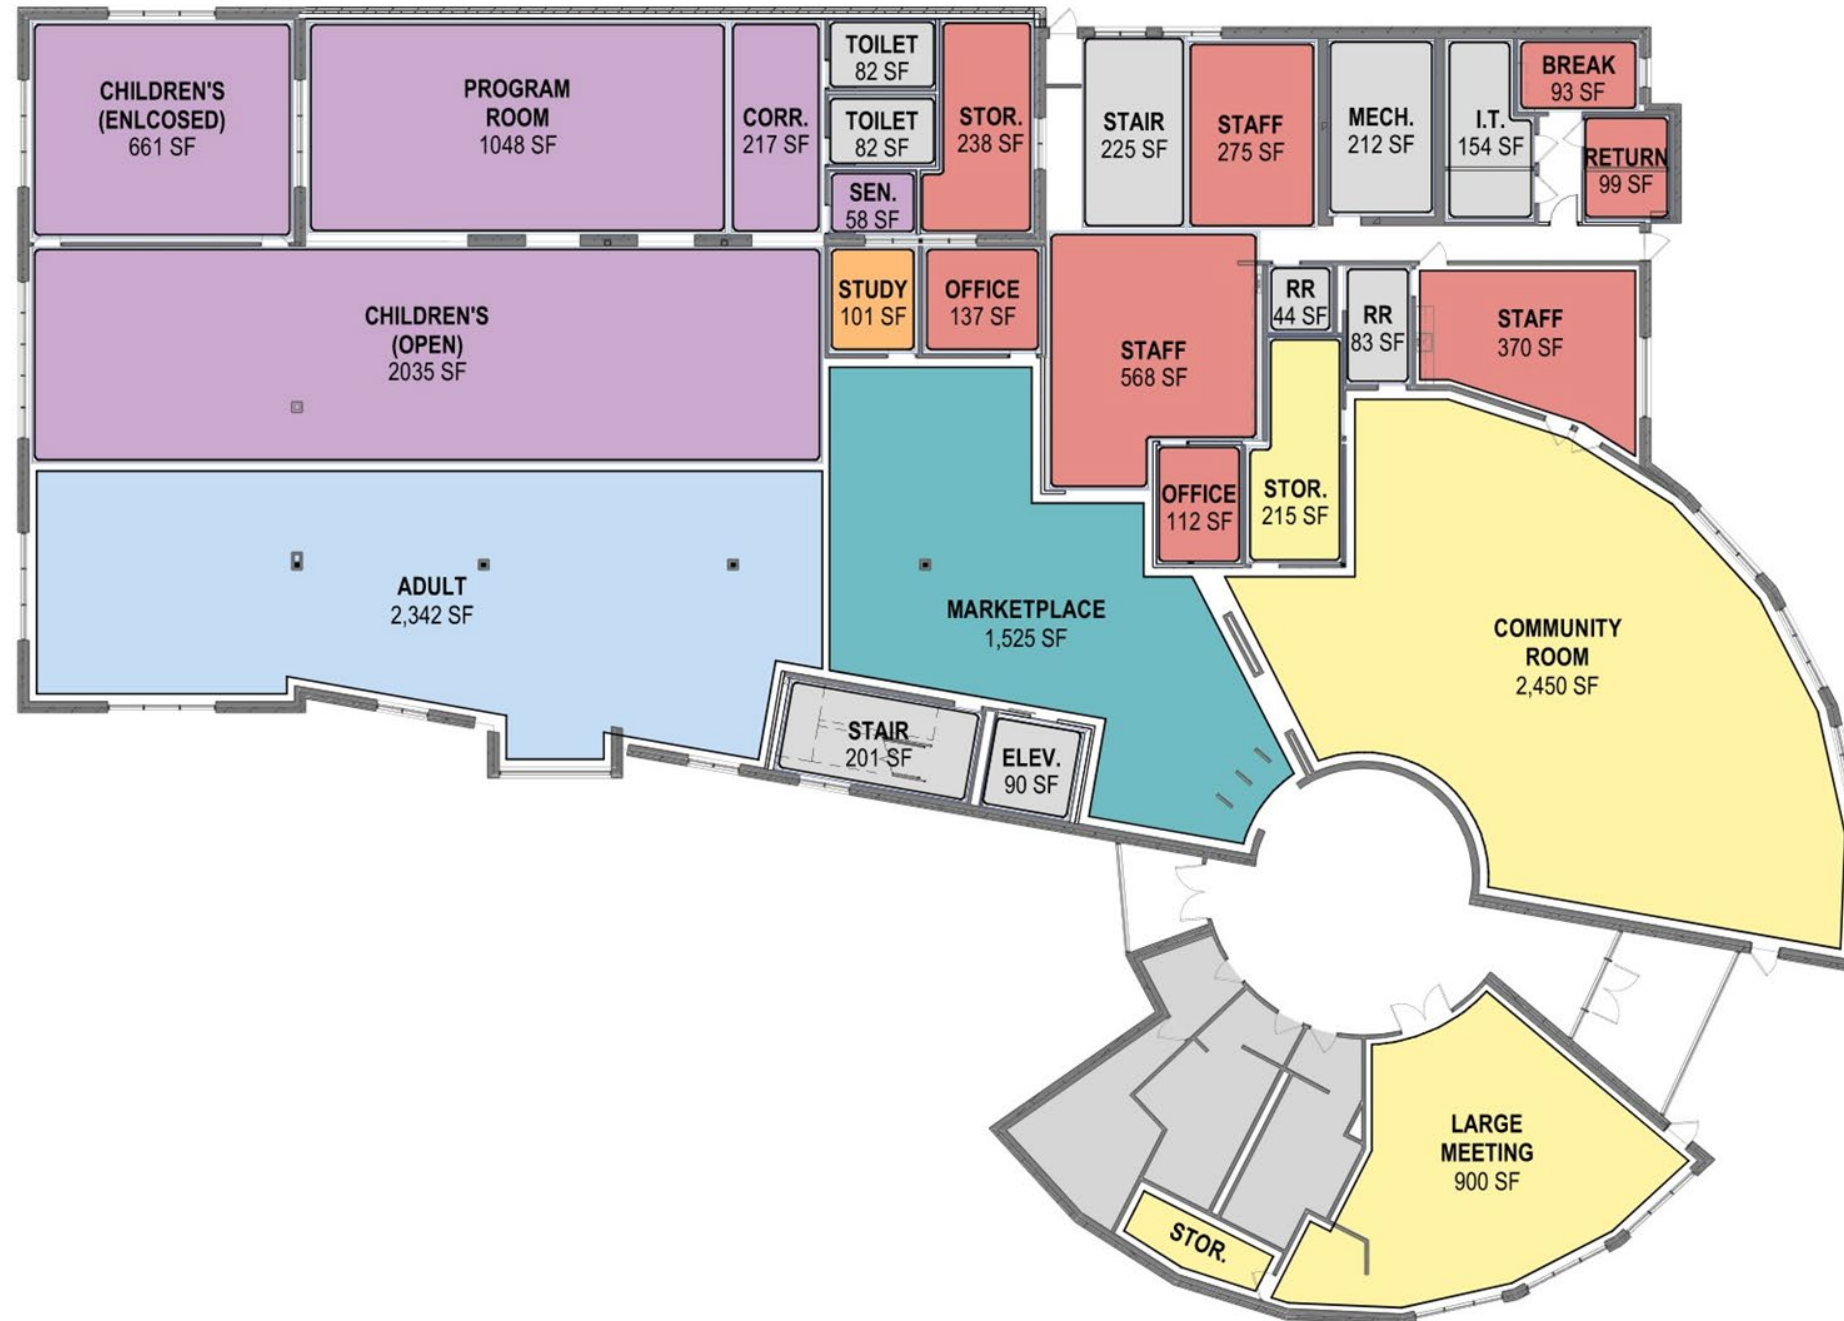 CHILDREN'S
(ENLCOSED)
661 SF
PROGRAM
ROOM
1048 SF
CORR.
217 SF
TOILET
82 SF
TOILET
82 SF
SEN.
58 SF
STOR.
238 SF
STAIR
225 SF
STAFF
275 SF
MECH.
212 SF
I.T.
154 SF
BREAK
93 SF
RETURN
99 SF
CHILDREN'S
(OPEN)
2035 SF
STUDY
101 SF
OFFICE
137 SF
STAFF
568 SF
RR
44 SF
RR
83 SF
STAFF
370 SF
OFFICE
112 SF
STOR.
215 SF
ADULT
2,342 SF
MARKETPLACE
1,525 SF
COMMUNITY
ROOM
2,450 SF
STAIR
201 SF
ELEV.
90 SF
LARGE
MEETING
900 SF
STOR.